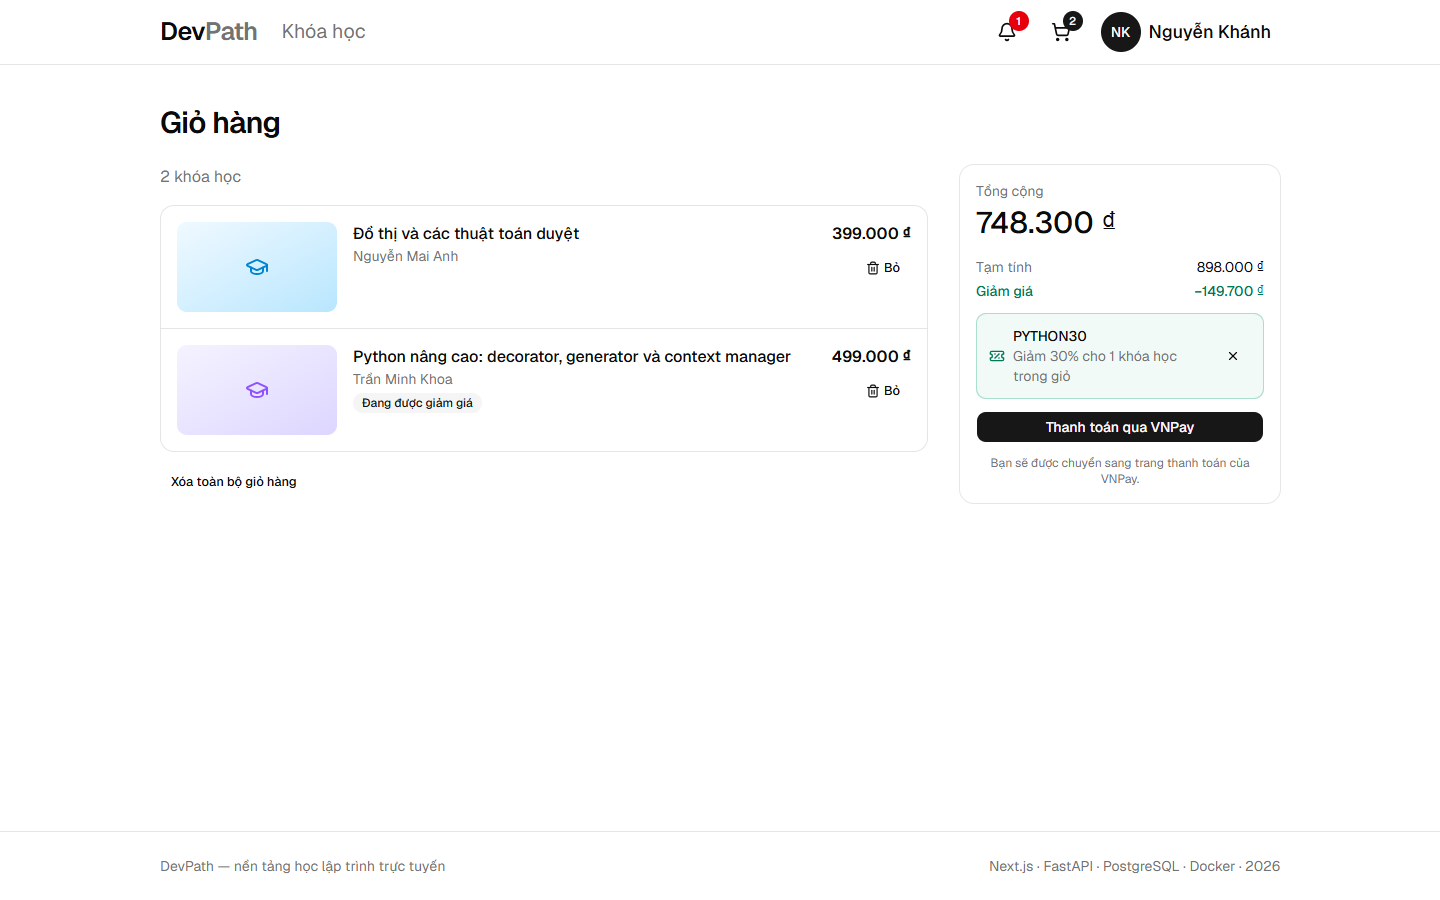 DevPath Khóa học 1 2 NK Nguyễn Khánh
Giỏ hàng
2 khóa học
Đồ thị và các thuật toán duyệt 399.000 ₫
Nguyễn Mai Anh
Bỏ
Python nâng cao: decorator, generator và context manager 499.000 ₫
Trần Minh Khoa
Bỏ
Đang được giảm giá
Xóa toàn bộ giỏ hàng
Tổng cộng
748.300 ₫
Tạm tính 898.000 ₫
Giảm giá −149.700 ₫
PYTHON30
Giảm 30% cho 1 khóa học
trong giỏ
Thanh toán qua VNPay
Bạn sẽ được chuyển sang trang thanh toán của
VNPay.
DevPath — nền tảng học lập trình trực tuyến Next.js · FastAPI · PostgreSQL · Docker · 2026